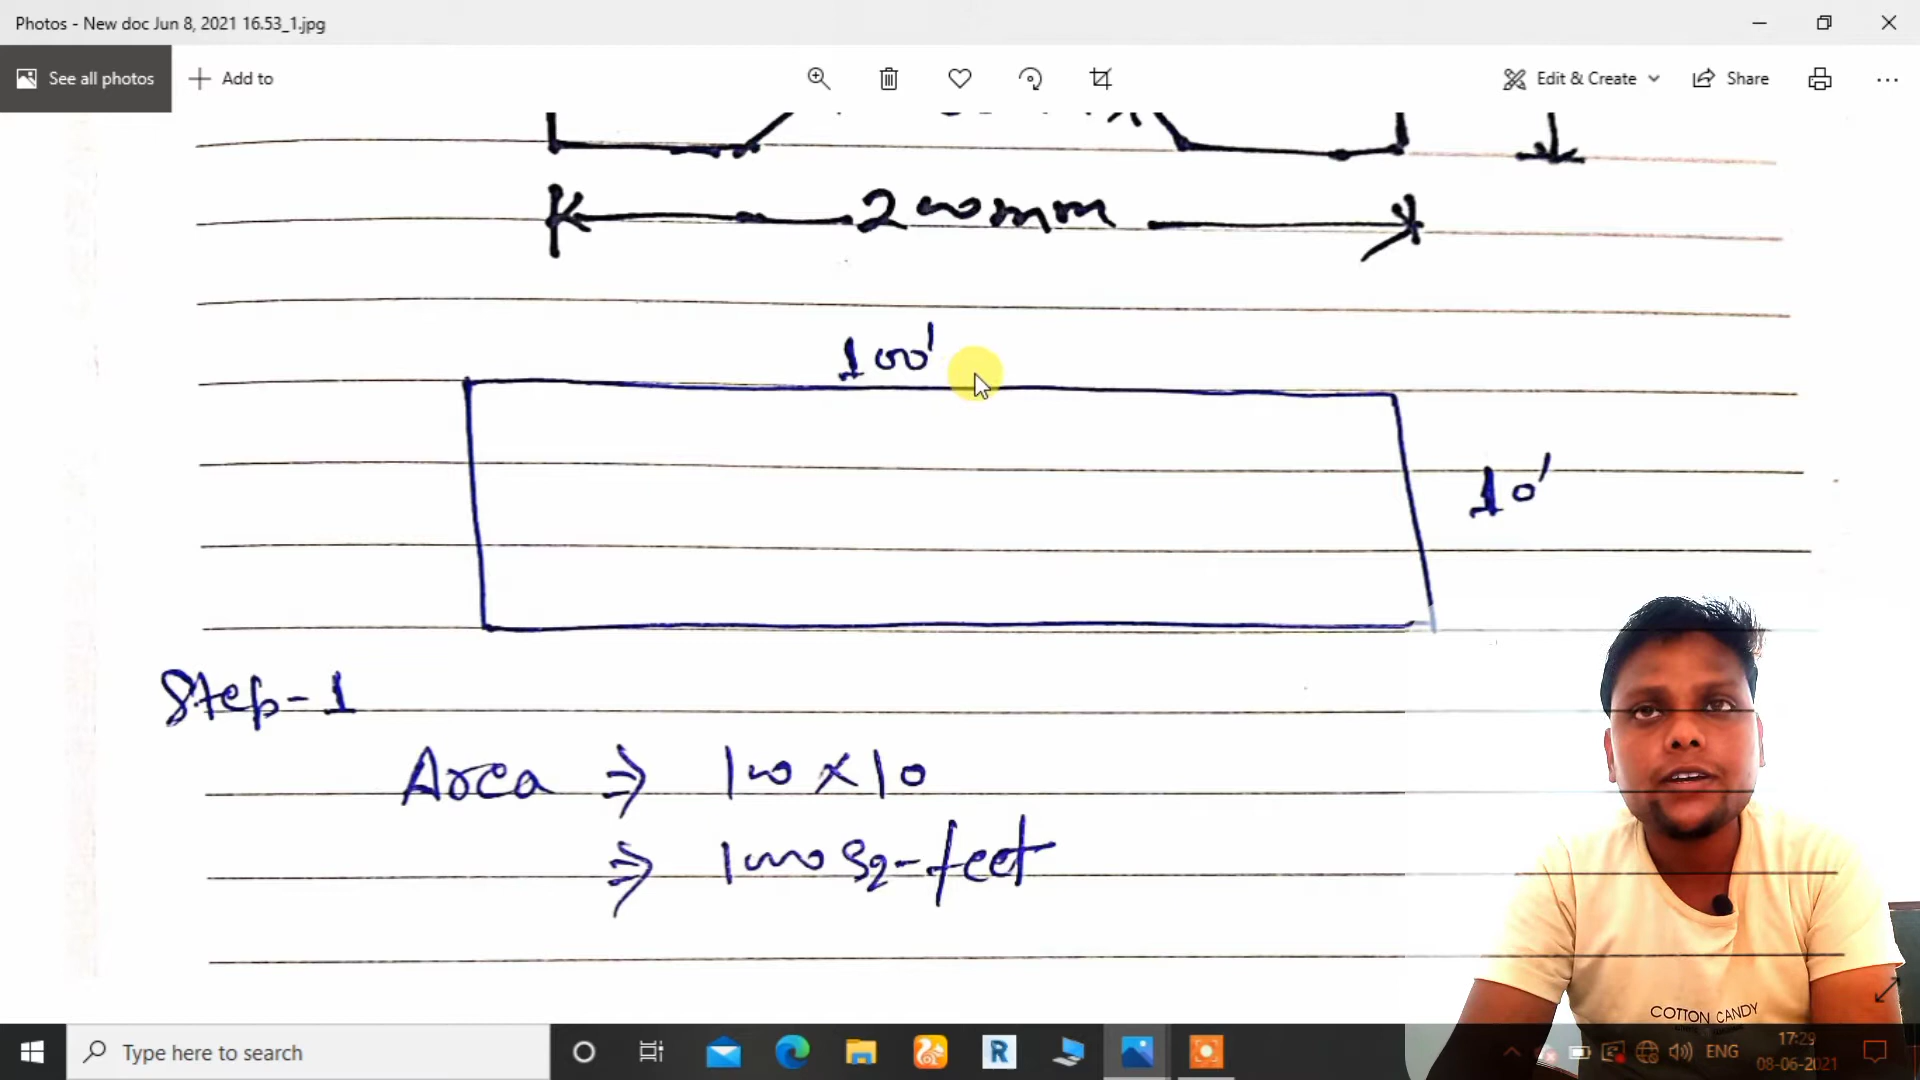 Photos - New doc Jun 8, 2021 16.53_1.jpg
See all photos
Add to
Edit & Create
Share
200mm
100'
10'
Step-1
Area ⇒ 100 x 10
⇒ 1000 Sq-feet
COTTON CANDY
Type here to search
R
ENG
17:29
08-06-2021